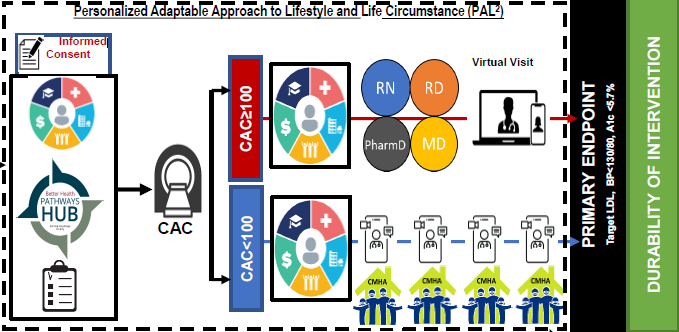 Personalized Adaptable Approach to Lifestyle and Life Circumstance (PAL²)
Informed
Consent
Better Health
PATHWAYS
HUB
CAC
CAC≥100
CAC<100
RN
RD
PharmD
MD
Virtual Visit
CMHA
CMHA
CMHA
CMHA
PRIMARY ENDPOINT
Target LDL, BP<130/80, A1c <5.7%
DURABILITY OF INTERVENTION